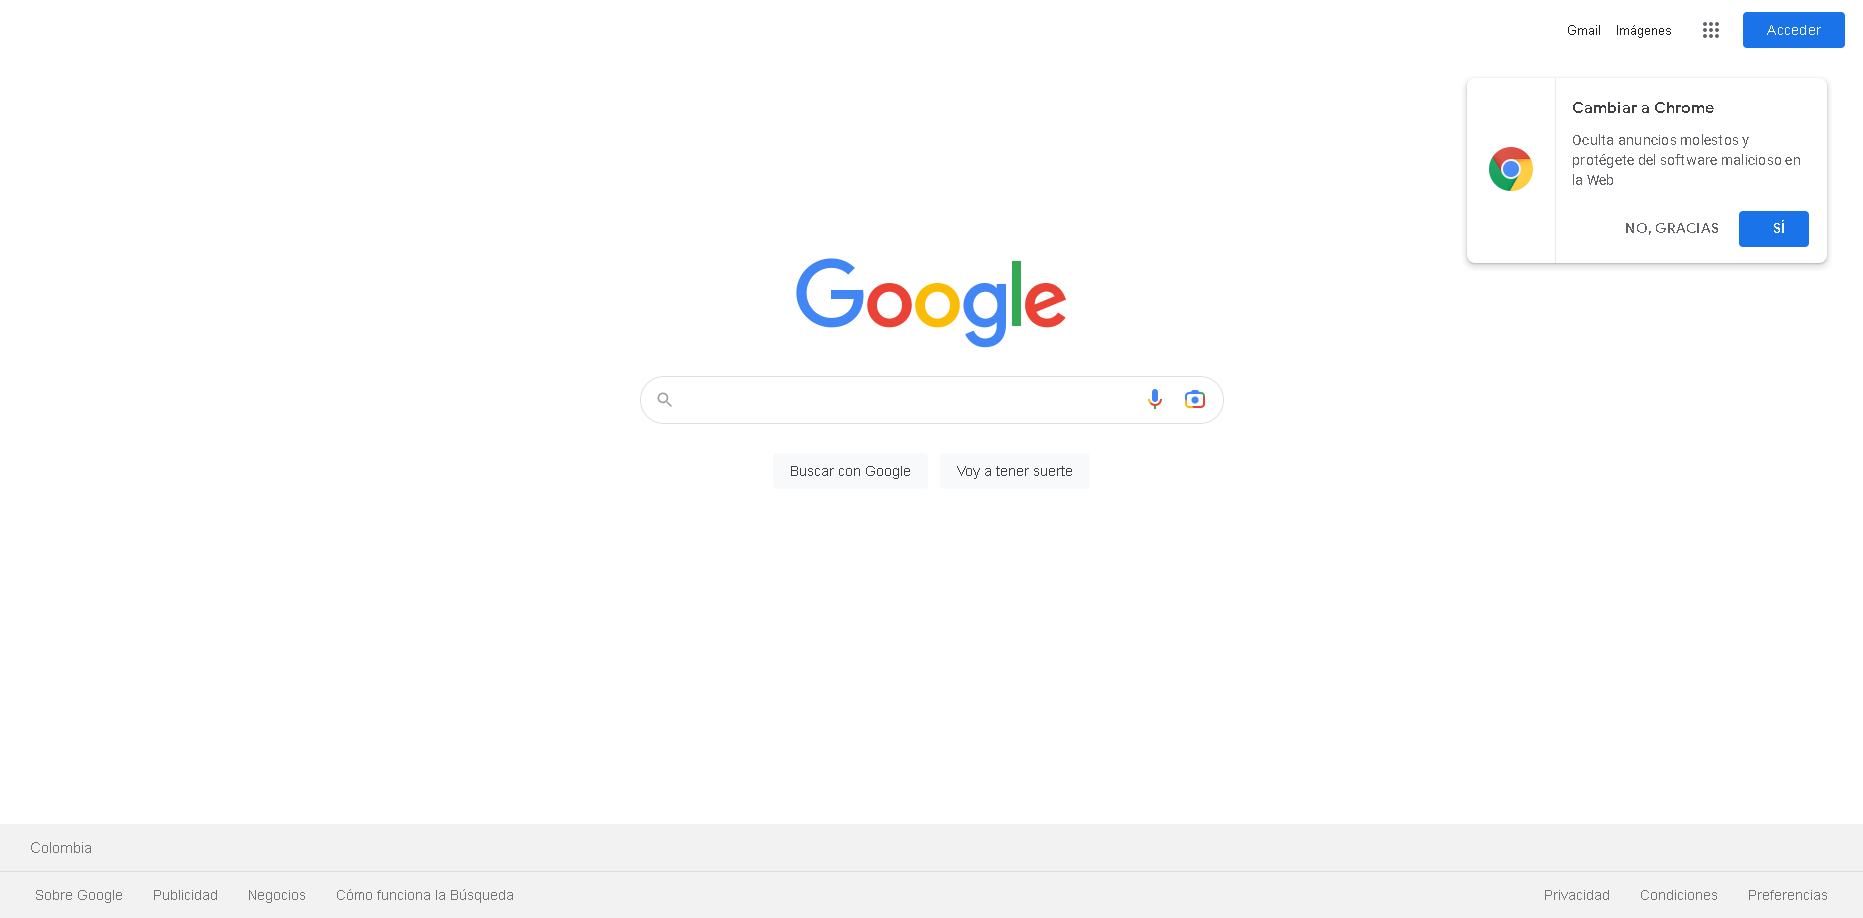 Gmail
Imágenes
Acceder
Cambiar a Chrome
Oculta anuncios molestos y
protégete del software malicioso en
la Web
NO, GRACIAS
SÍ
Google
Buscar con Google
Voy a tener suerte
Colombia
Sobre Google
Publicidad
Negocios
Cómo funciona la Búsqueda
Privacidad
Condiciones
Preferencias